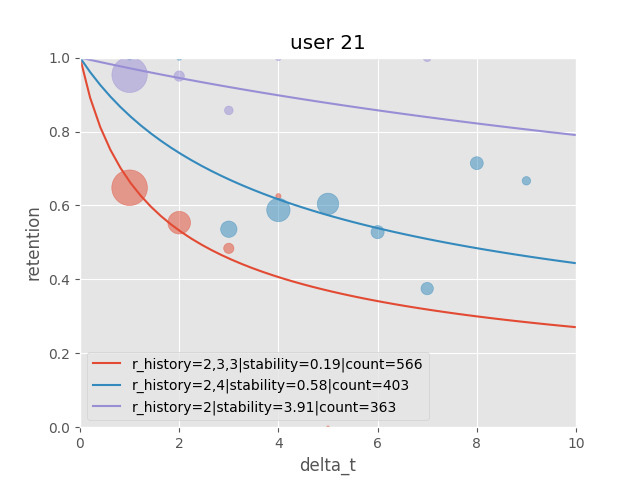 user 21
1.0
0.8
0.6
0.4
0.2
0.0
retention
r_history=2,3,3|stability=0.19|count=566
r_history=2,4|stability=0.58|count=403
r_history=2|stability=3.91|count=363
0 2 4 6 8 10
delta_t